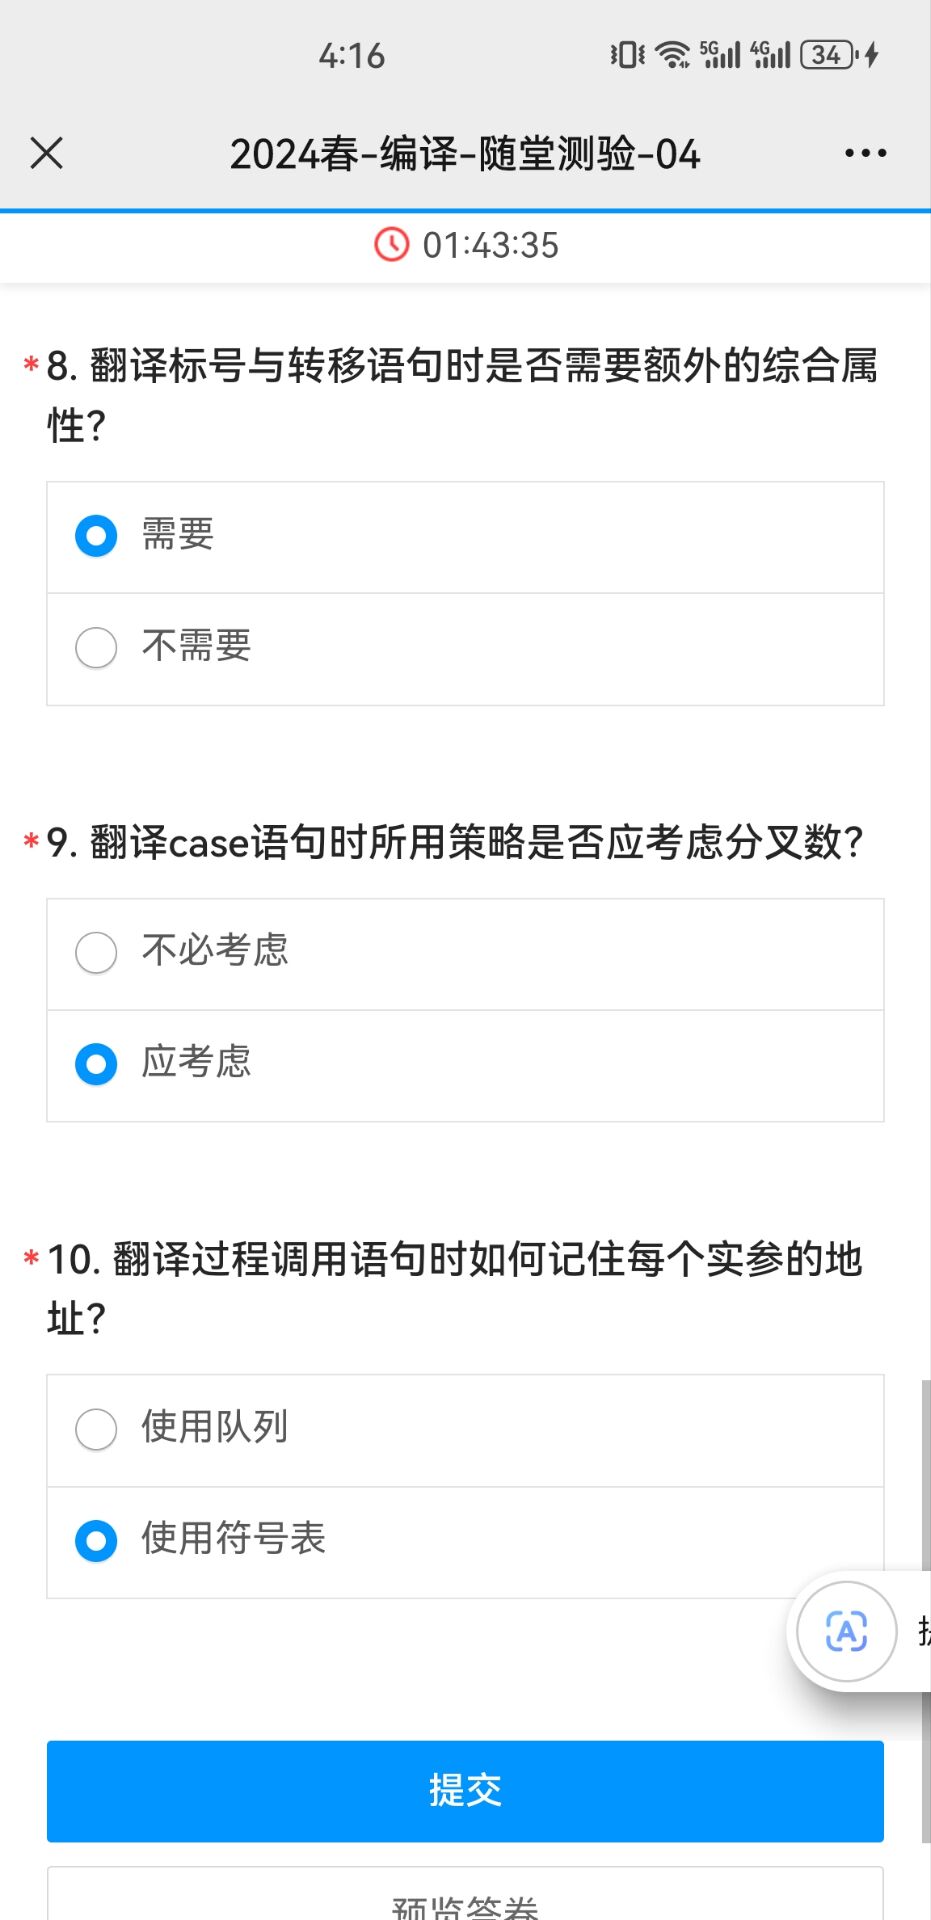 4:16
5G 4G 34
2024春-编译-随堂测验-04
01:43:35
*8. 翻译标号与转移语句时是否需要额外的综合属
性?
需要
不需要
*9. 翻译case语句时所用策略是否应考虑分叉数?
不必考虑
应考虑
*10. 翻译过程调用语句时如何记住每个实参的地
址?
使用队列
使用符号表
A
提交
预览答卷